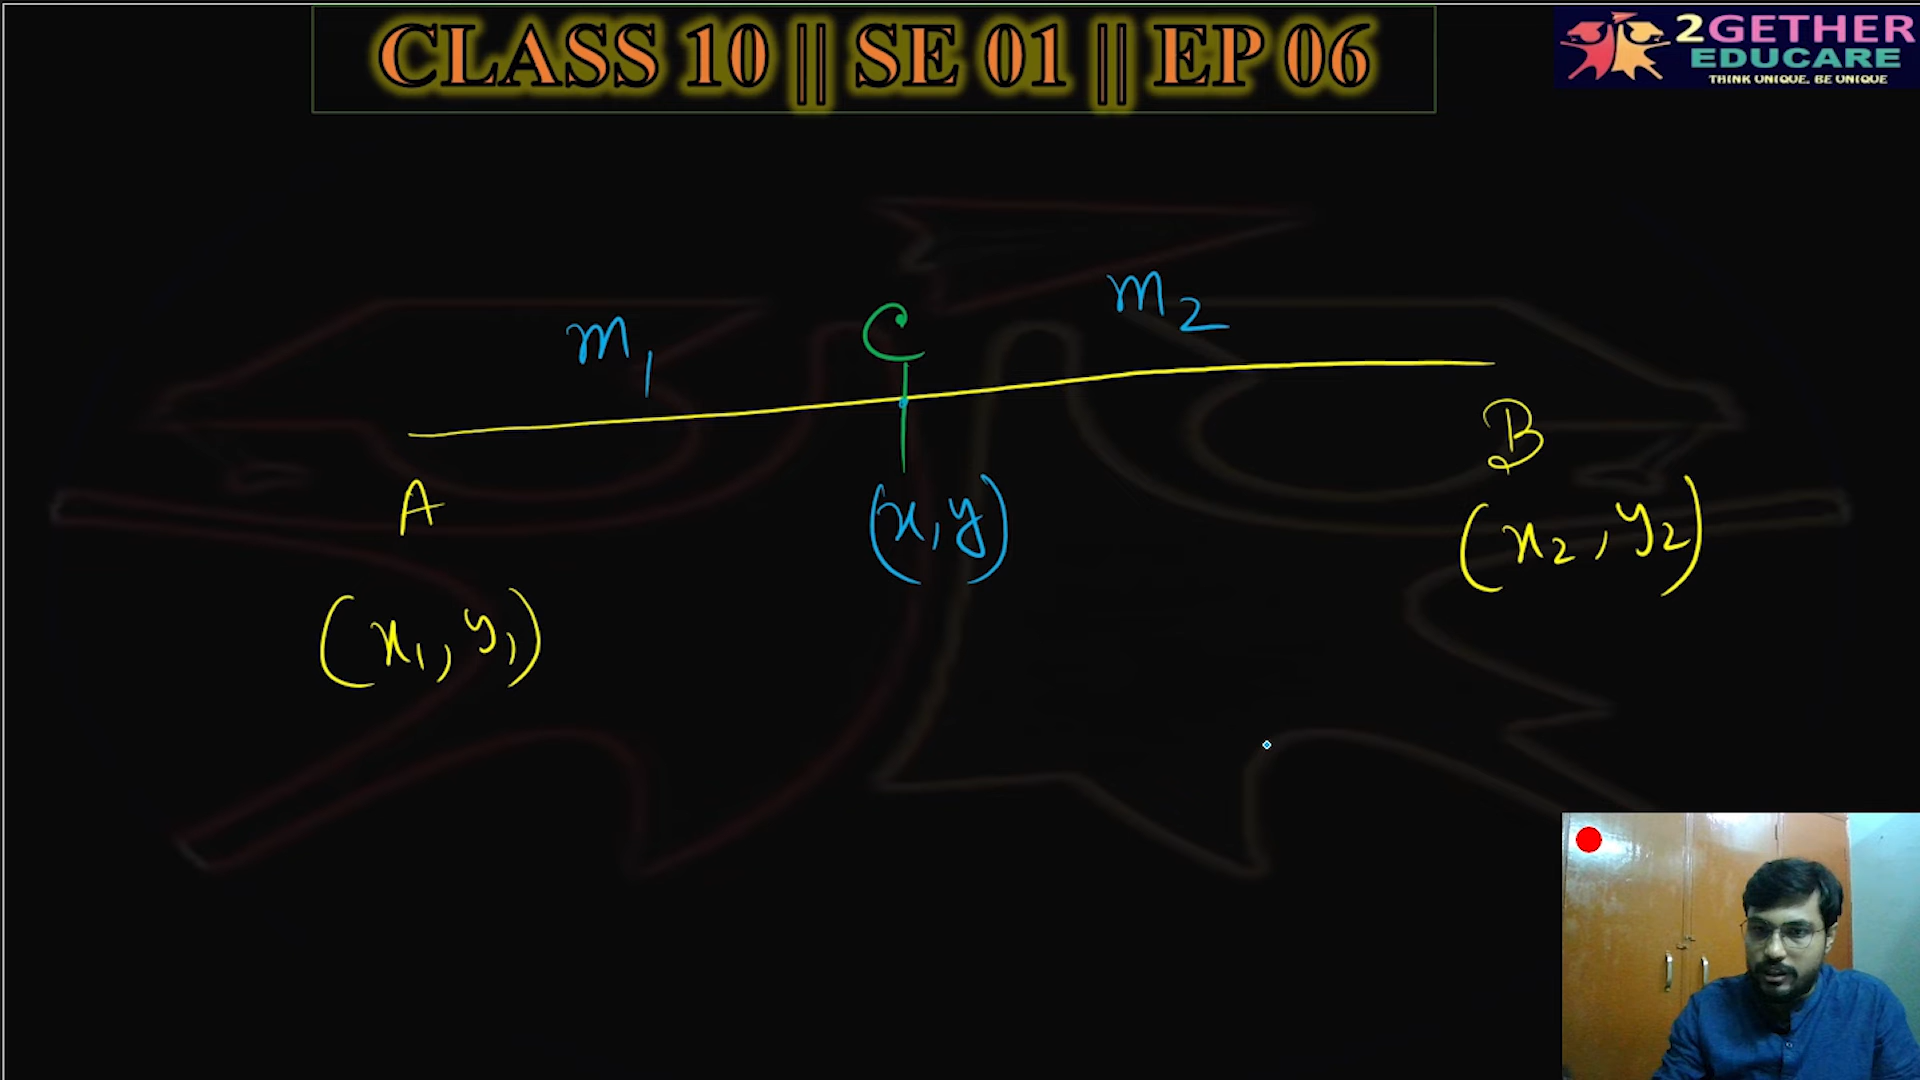 CLASS 10 || SE 01 || EP 06
2GETHER
EDUCARE
THINK UNIQUE. BE UNIQUE
m₁
C
m₂
A
(x, y)
B
(x₂, y₂)
(x₁, y₁)